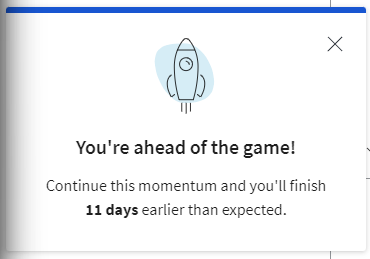 You're ahead of the game!
Continue this momentum and you'll finish
11 days earlier than expected.